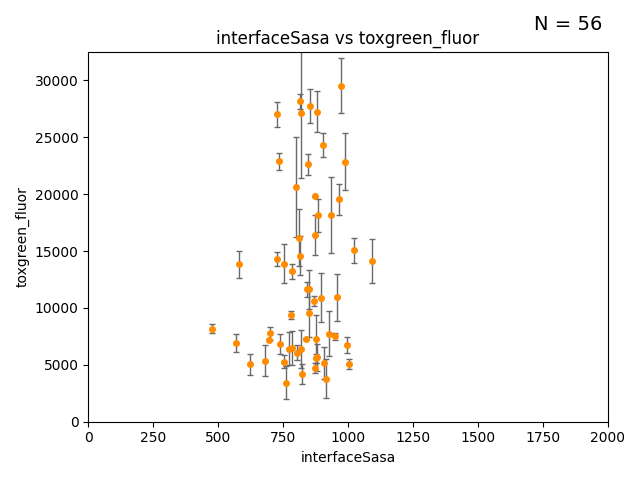 N = 56
interfaceSasa vs toxgreen_fluor
30000
25000
20000
15000
10000
5000
0
toxgreen_fluor
0 250 500 750 1000 1250 1500 1750 2000
interfaceSasa